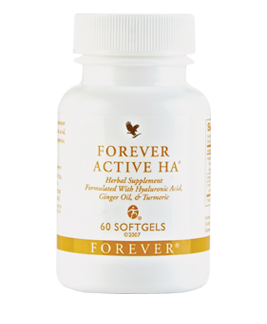 FOREVER
ACTIVE HA®
Herbal Supplement
Formulated With Hyaluronic Acid,
Ginger Oil, & Turmeric
60 SOFTGELS
©2007
FOREVER®